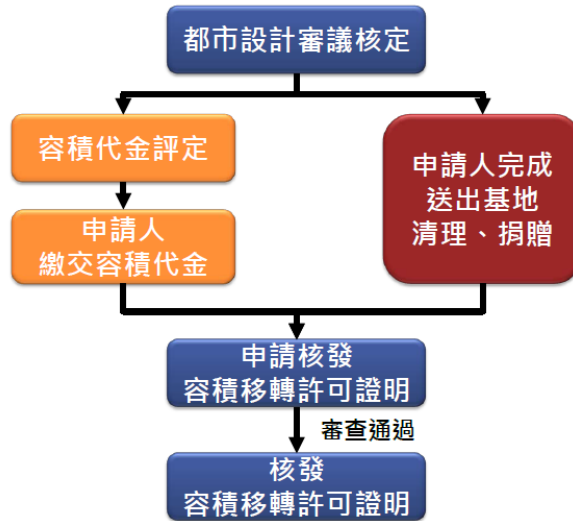 都市設計審議核定
容積代金評定
申請人
繳交容積代金
申請人完成
送出基地
清理、捐贈
申請核發
容積移轉許可證明
審查通過
核發
容積移轉許可證明